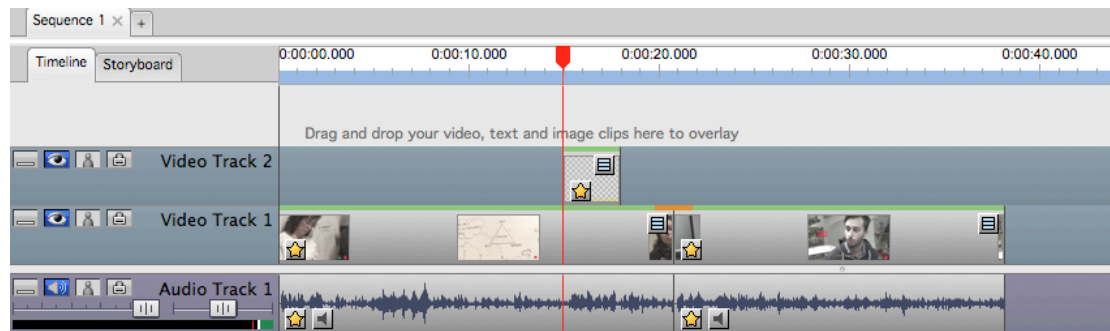 Sequence 1 × +
Timeline Storyboard 0:00:00.000 0:00:10.000 0:00:20.000 0:00:30.000 0:00:40.000
Drag and drop your video, text and image clips here to overlay
Video Track 2
Video Track 1
Audio Track 1